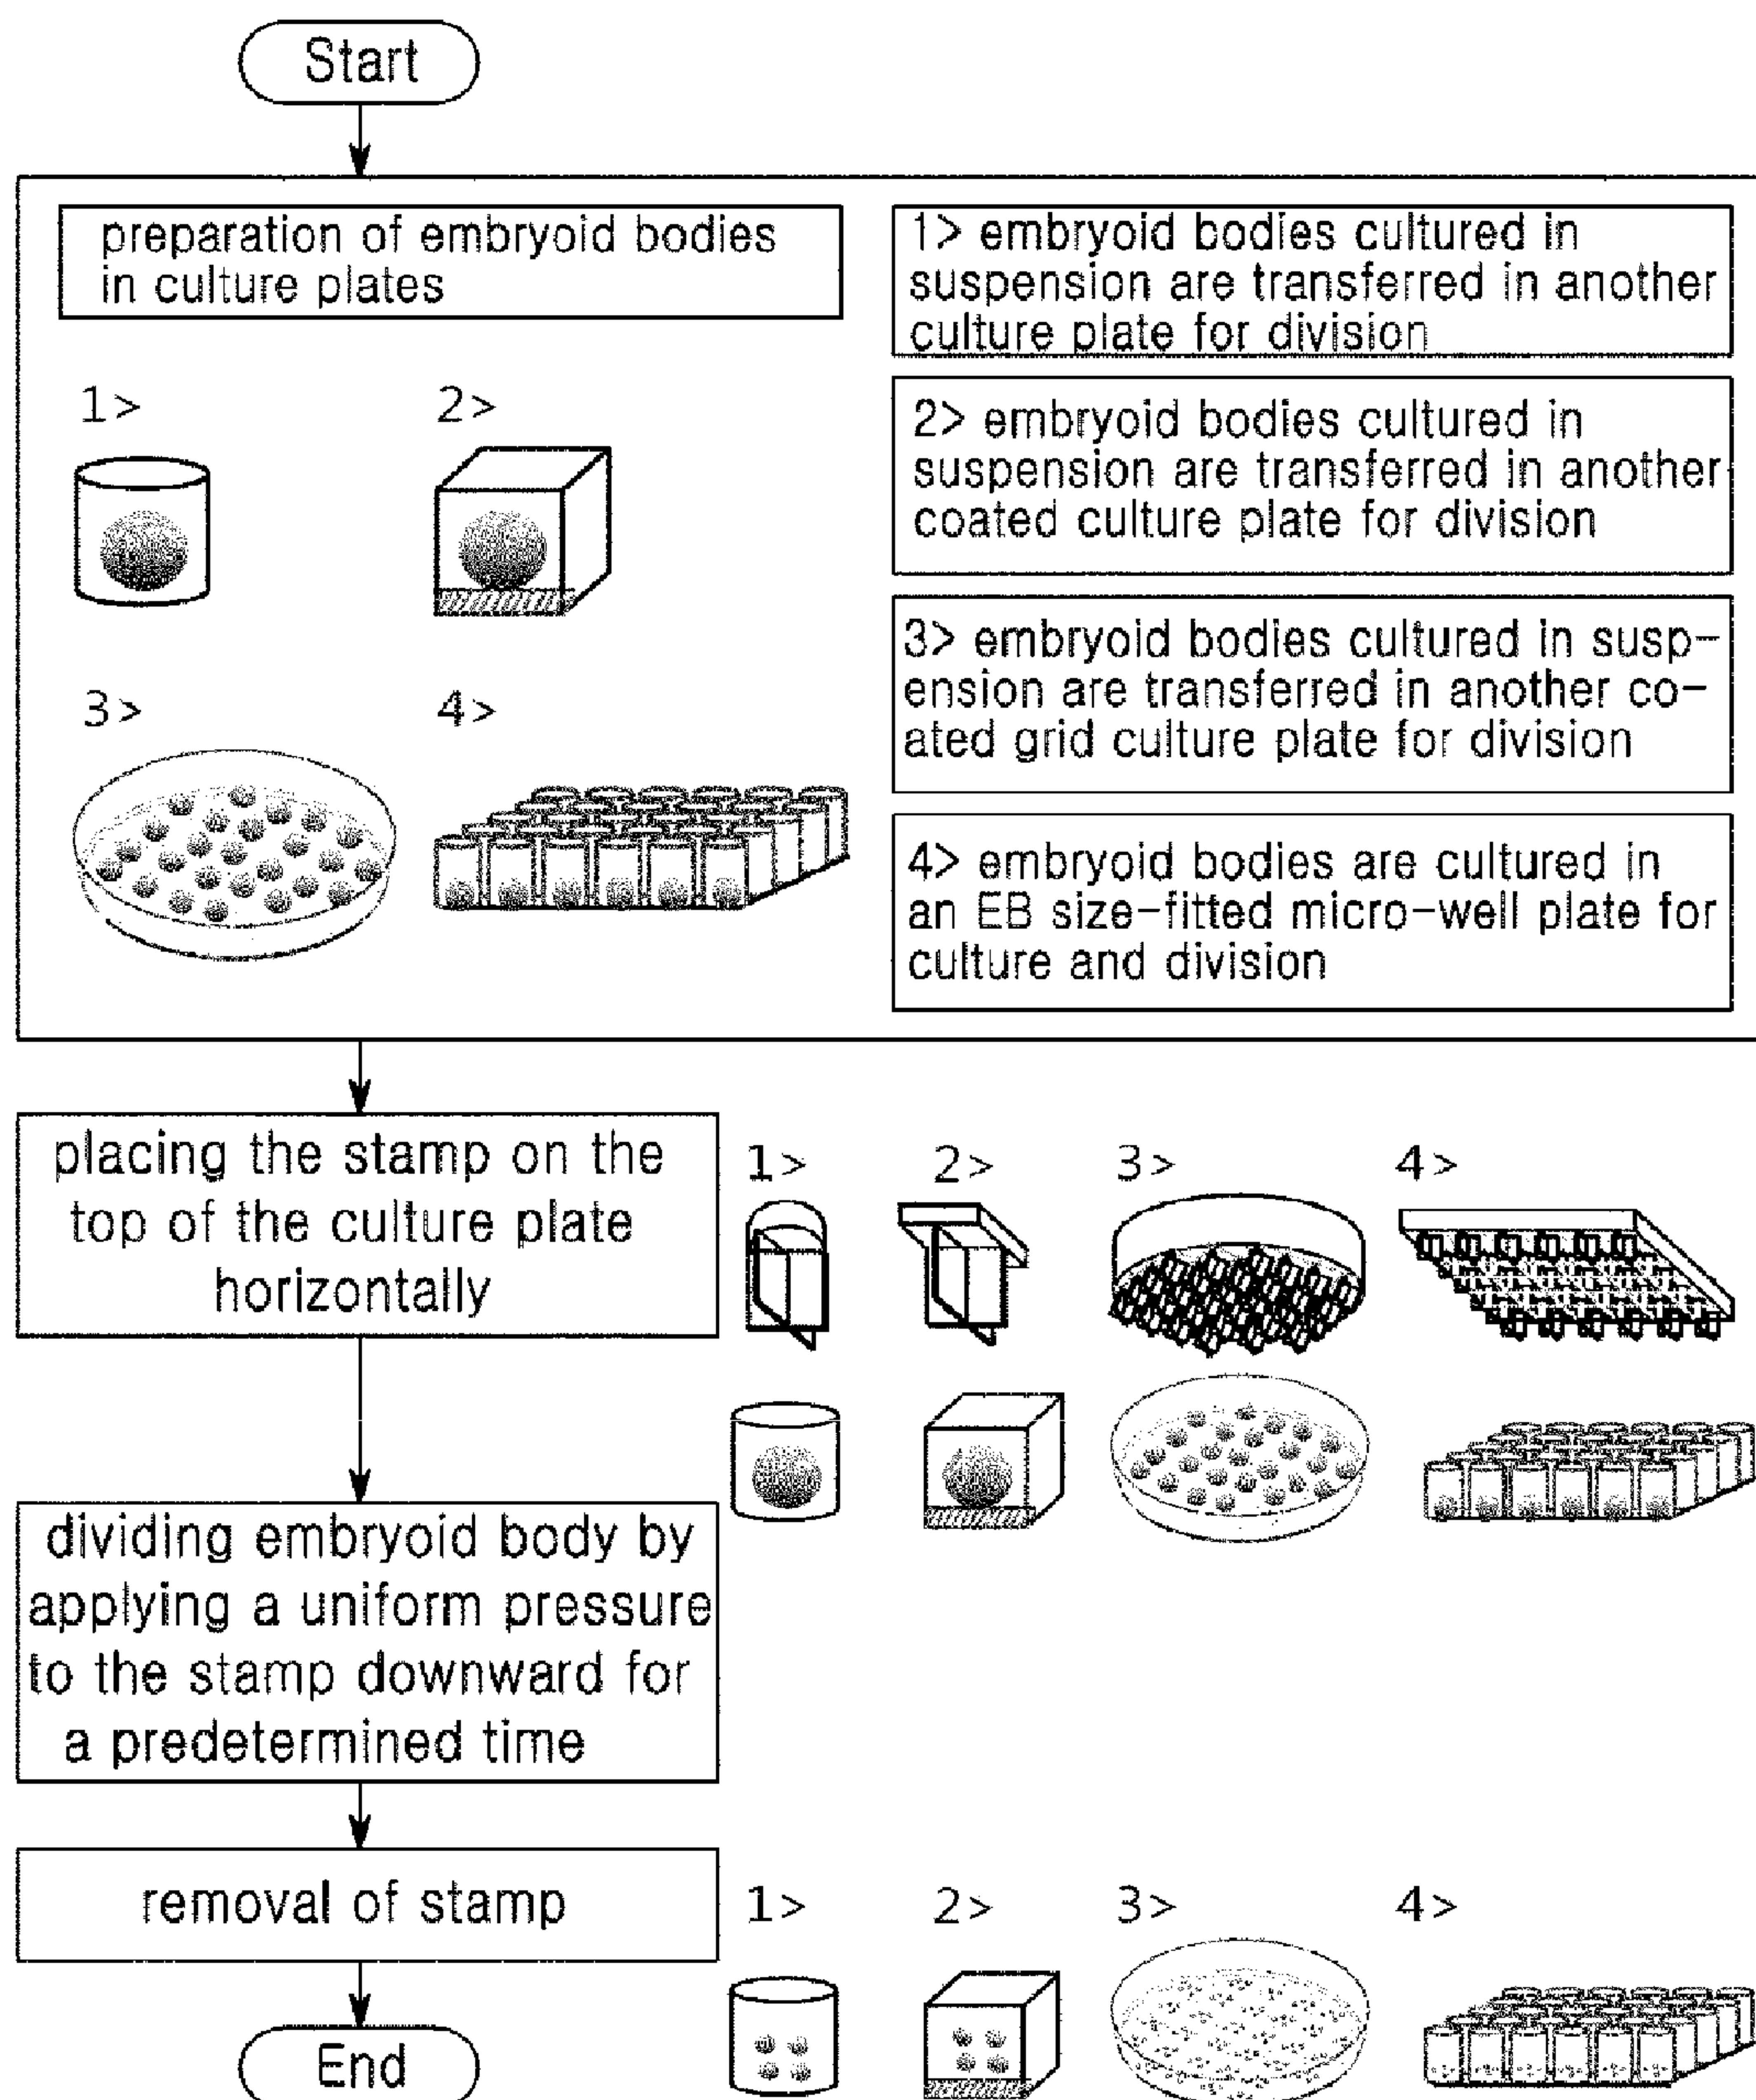 Start
preparation of embryoid bodies
in culture plates
1> embryoid bodies cultured in
suspension are transferred in another
culture plate for division
2> embryoid bodies cultured in
suspension are transferred in another
coated culture plate for division
3> embryoid bodies cultured in susp-
ension are transferred in another co-
ated grid culture plate for division
4> embryoid bodies are cultured in
an EB size-fitted micro-well plate for
culture and division
1> 2>
3> 4>
placing the stamp on the
top of the culture plate
horizontally
1> 2> 3> 4>
dividing embryoid body by
applying a uniform pressure
to the stamp downward for
a predetermined time
removal of stamp
1> 2> 3> 4>
End